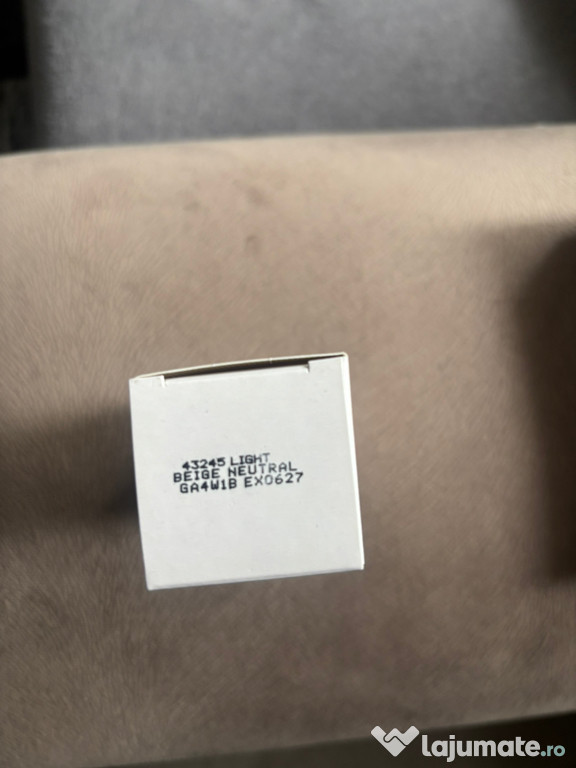 43245 LIGHT
BEIGE NEUTRAL
GA4W1B EX0627
lajumate.ro